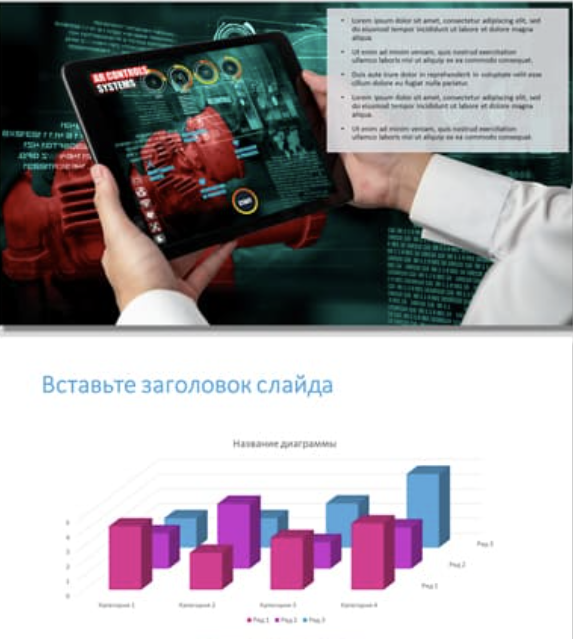 AR CONTROLS
SYSTEMS
START
• Lorem ipsum dolor sit amet, consectetur adipiscing elit, sed
do eiusmod tempor incididunt ut labore et dolore magna
aliqua.
• Ut enim ad minim veniam, quis nostrud exercitation
ullamco laboris nisi ut aliquip ex ea commodo consequat.
• Duis aute irure dolor in reprehenderit in voluptate velit esse
cillum dolore eu fugiat nulla pariatur.
• Lorem ipsum dolor sit amet, consectetur adipiscing elit, sed
do eiusmod tempor incididunt ut labore et dolore magna
aliqua.
• Ut enim ad minim veniam, quis nostrud exercitation
ullamco laboris nisi ut aliquip ex ea commodo consequat.
Вставьте заголовок слайда
Название диаграммы
5
4
3
2
1
0
Ряд 3
Ряд 2
Ряд 1
Категория 1 Категория 2 Категория 3 Категория 4
Ряд 1 Ряд 2 Ряд 3